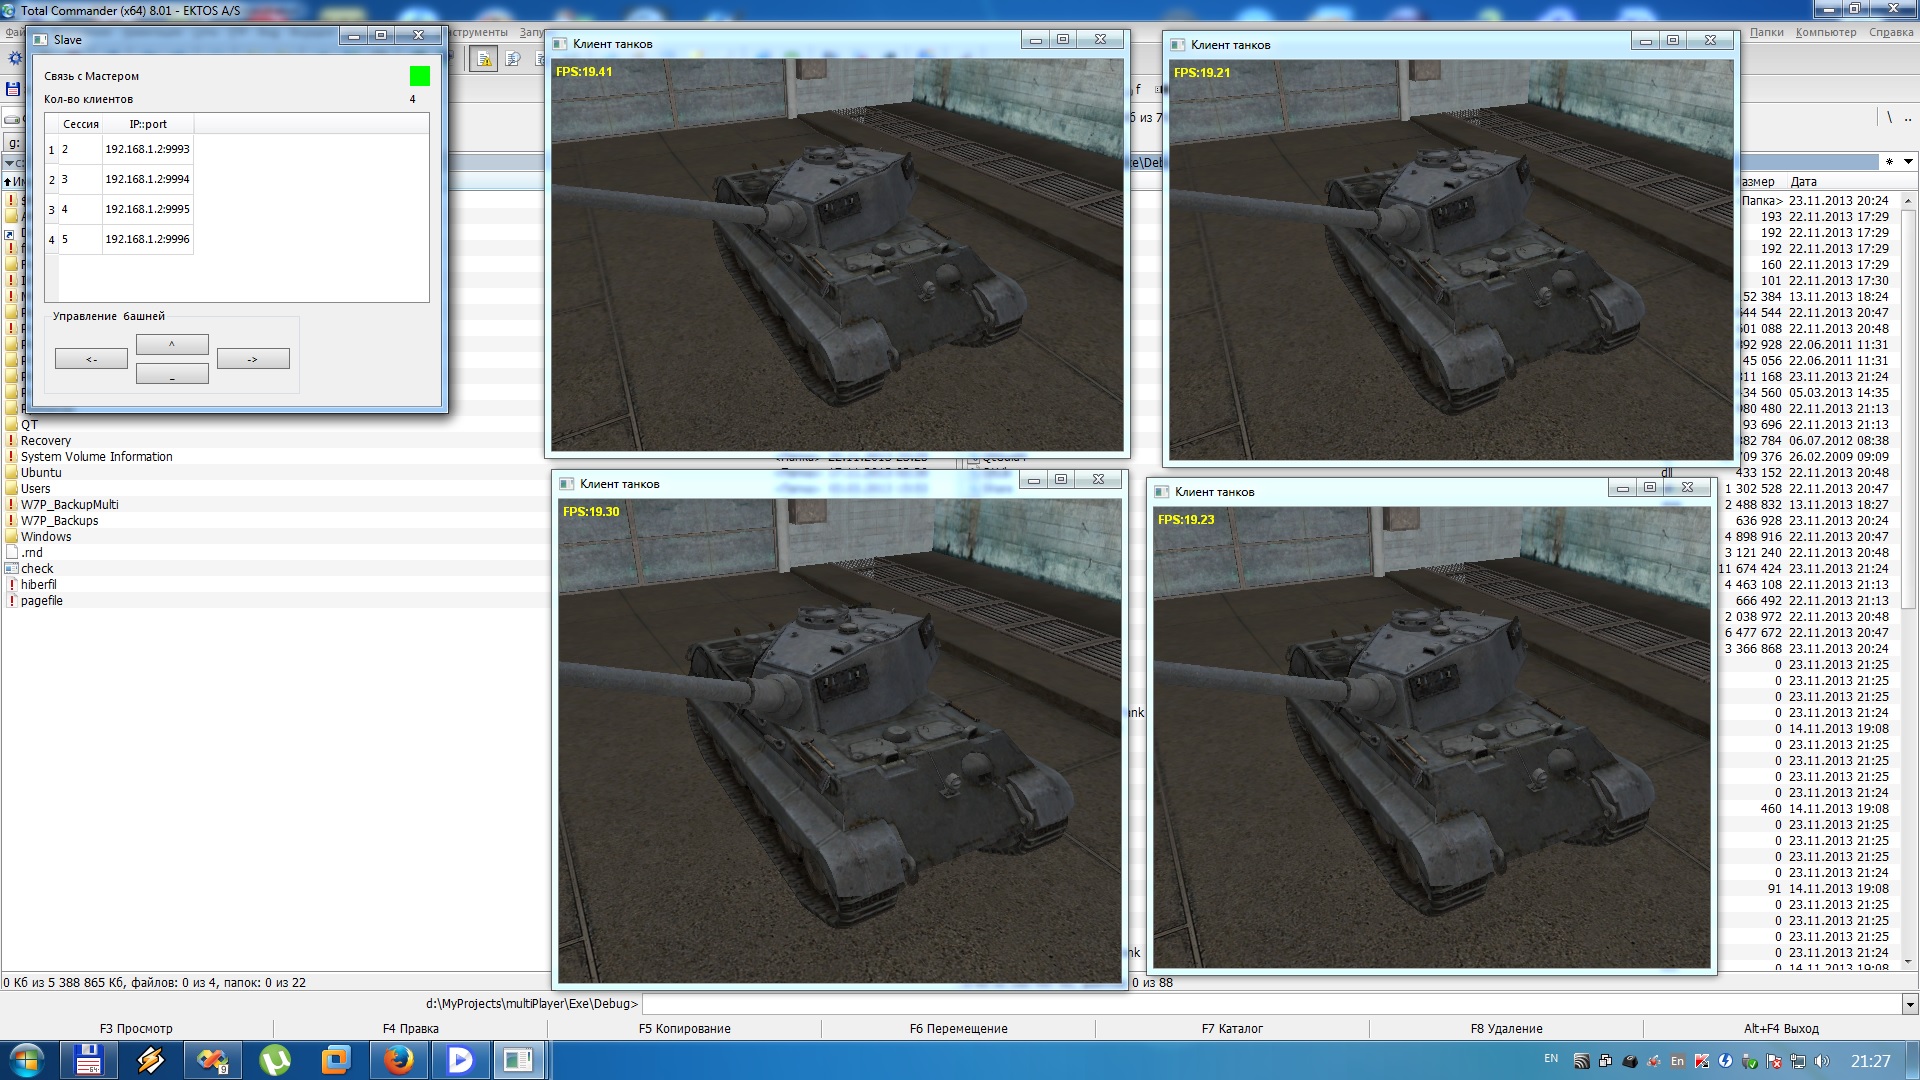 Total Commander (x64) 8.01 - EKTOS A/S
Папки Компьютер Справка
Slave
Связь с Мастером
Кол-во клиентов 4
Сессия IP::port
1 2 192.168.1.2:9993
2 3 192.168.1.2:9994
3 4 192.168.1.2:9995
4 5 192.168.1.2:9996
Управление башней
<- ^ _ ->
Клиент танков
FPS:19.41
Клиент танков
FPS:19.21
Клиент танков
FPS:19.30
Клиент танков
FPS:19.23
g:
QT
Recovery
System Volume Information
Ubuntu
Users
W7P_BackupMulti
W7P_Backups
Windows
.rnd
check
hiberfil
pagefile
Дата
23.11.2013 20:24
193 22.11.2013 17:29
192 22.11.2013 17:29
192 22.11.2013 17:29
160 22.11.2013 17:29
101 22.11.2013 17:30
52 384 13.11.2013 18:24
544 22.11.2013 20:47
088 22.11.2013 20:48
928 22.06.2011 11:31
056 22.06.2011 11:31
168 23.11.2013 21:24
560 05.03.2013 14:35
480 22.11.2013 21:13
696 22.11.2013 21:13
784 06.07.2012 08:38
376 26.02.2009 09:09
433 152 22.11.2013 20:48
1 302 528 22.11.2013 20:47
2 488 832 13.11.2013 18:27
636 928 23.11.2013 20:24
4 898 916 22.11.2013 20:47
3 121 240 22.11.2013 20:48
11 674 424 23.11.2013 21:24
4 463 108 22.11.2013 21:13
666 492 22.11.2013 21:13
2 038 972 22.11.2013 20:48
6 477 672 22.11.2013 20:47
3 366 868 23.11.2013 20:24
0 23.11.2013 21:25
0 23.11.2013 21:25
0 23.11.2013 21:25
0 23.11.2013 21:24
0 14.11.2013 19:08
0 23.11.2013 21:25
0 23.11.2013 21:25
0 23.11.2013 21:25
0 23.11.2013 21:24
460 14.11.2013 19:08
0 23.11.2013 21:25
0 23.11.2013 21:25
0 23.11.2013 21:25
0 23.11.2013 21:24
91 14.11.2013 19:08
0 23.11.2013 21:25
0 23.11.2013 21:25
0 23.11.2013 21:25
0 23.11.2013 21:24
0 14.11.2013 19:08
0 Кб из 5 388 865 Кб, файлов: 0 из 4, папок: 0 из 22
0 из 88
d:\MyProjects\multiPlayer\Exe\Debug>
F3 Просмотр F4 Правка F5 Копирование F6 Перемещение F7 Каталог F8 Удаление Alt+F4 Выход
EN En 21:27